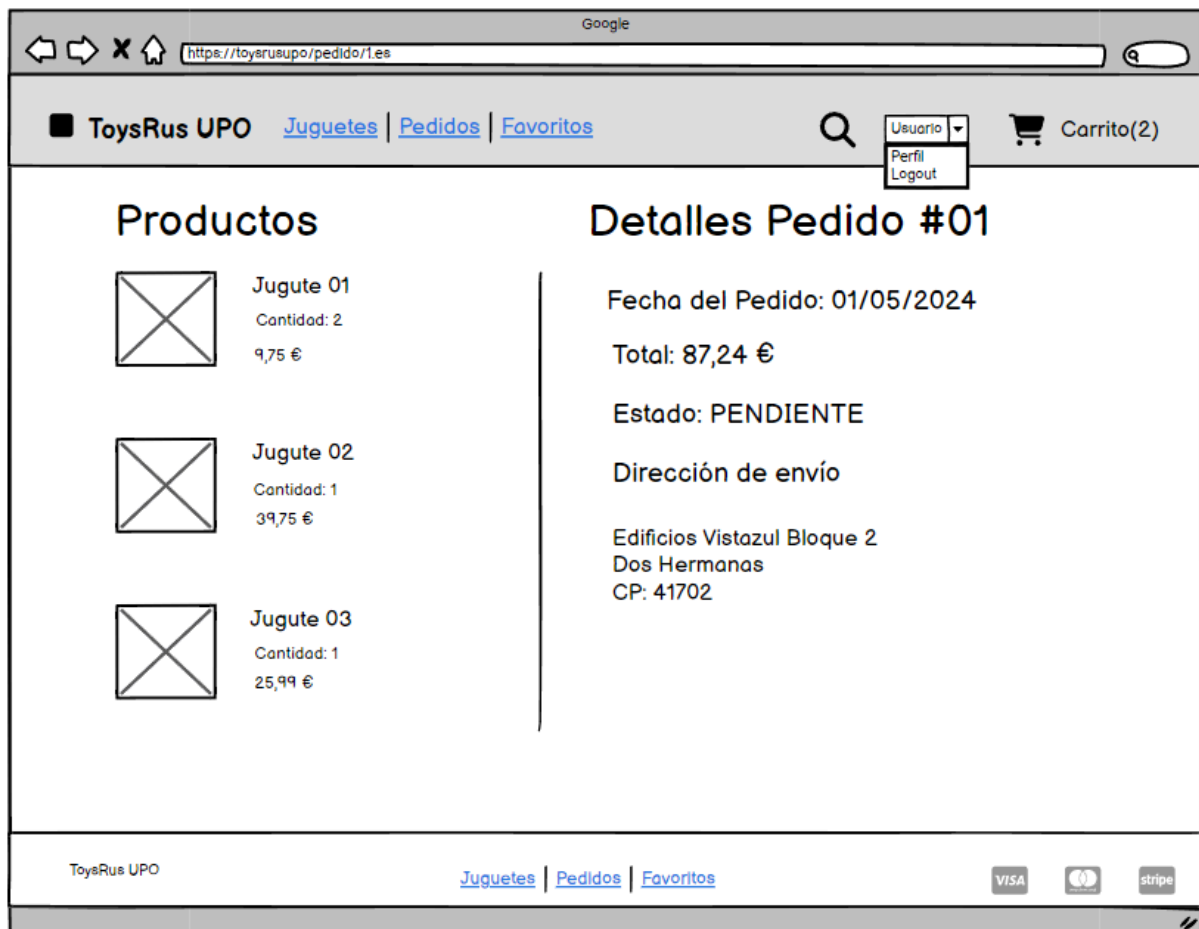 Google
https://toysrusupo/pedido/1.es
ToysRus UPO Juguetes | Pedidos | Favoritos Usuario Carrito(2)
Perfil
Logout
Productos
Jugute 01
Cantidad: 2
9,75 €
Jugute 02
Cantidad: 1
39,75 €
Jugute 03
Cantidad: 1
25,99 €
Detalles Pedido #01
Fecha del Pedido: 01/05/2024
Total: 87,24 €
Estado: PENDIENTE
Dirección de envío
Edificios Vistazul Bloque 2
Dos Hermanas
CP: 41702
ToysRus UPO Juguetes | Pedidos | Favoritos VISA stripe